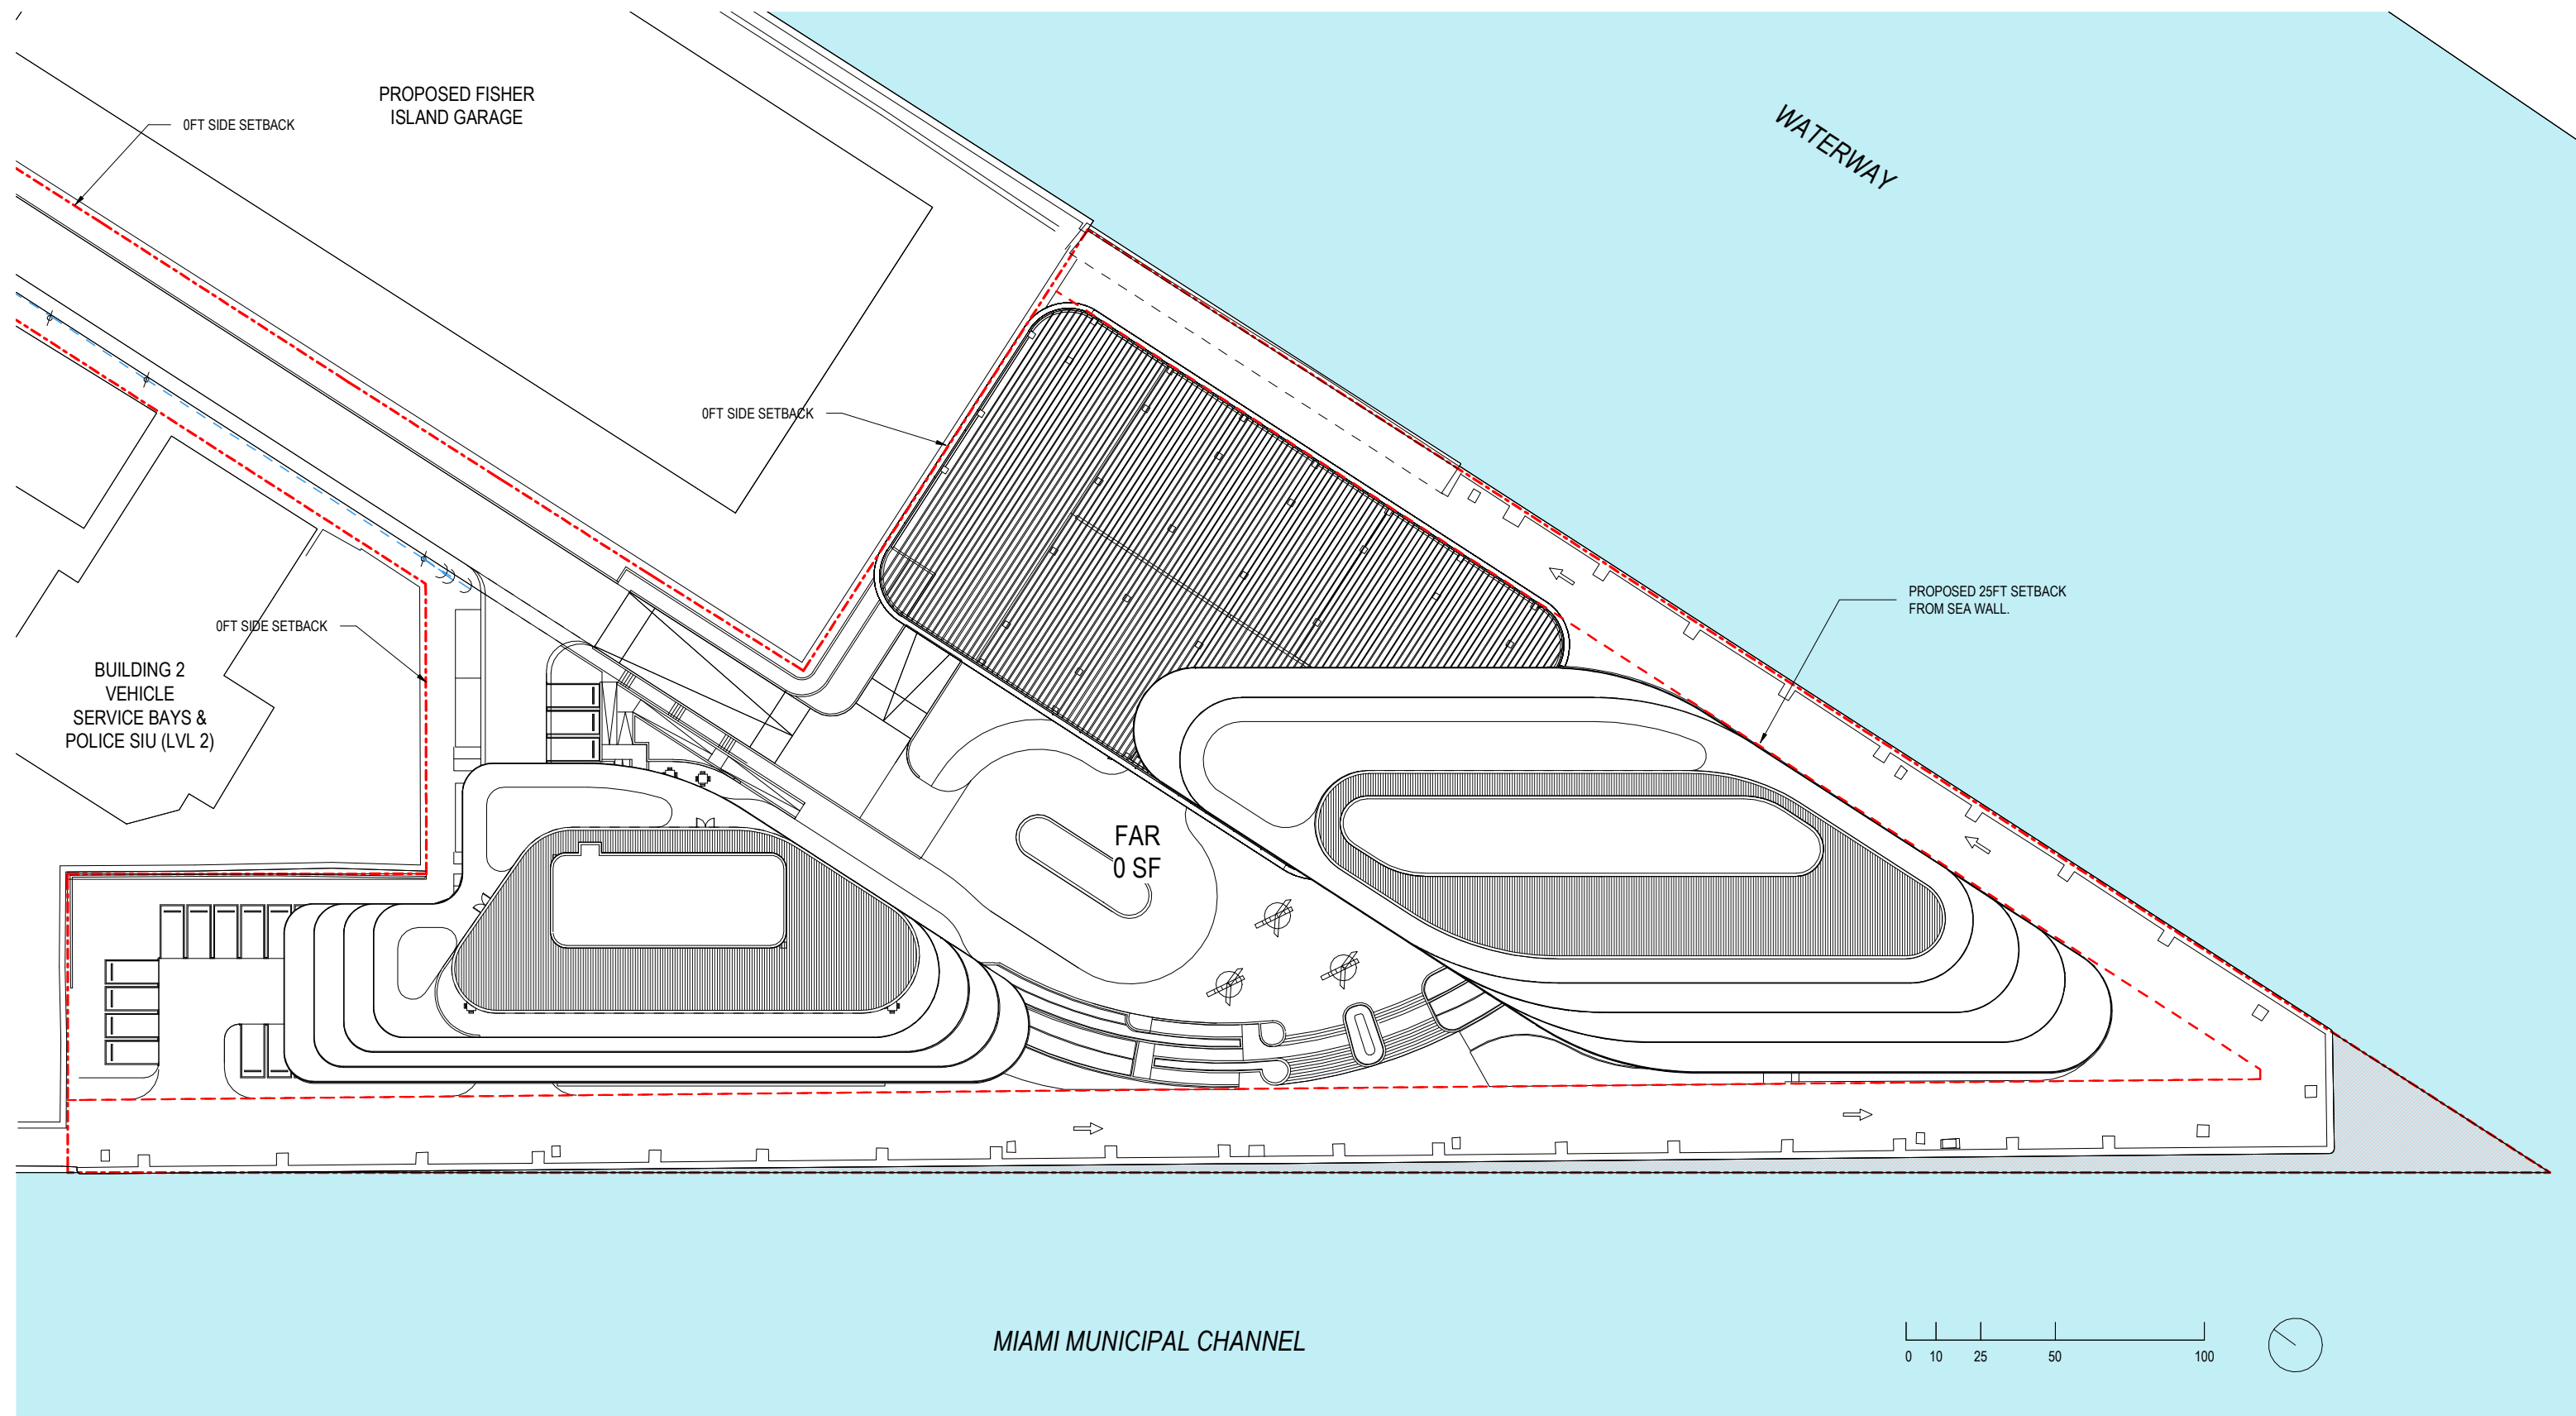 PROPOSED FISHER
ISLAND GARAGE
0FT SIDE SETBACK
WATERWAY
0FT SIDE SETBACK
PROPOSED 25FT SETBACK
FROM SEA WALL.
0FT SIDE SETBACK
BUILDING 2
VEHICLE
SERVICE BAYS &
POLICE SIU (LVL 2)
FAR
0 SF
MIAMI MUNICIPAL CHANNEL
0 10 25 50 100